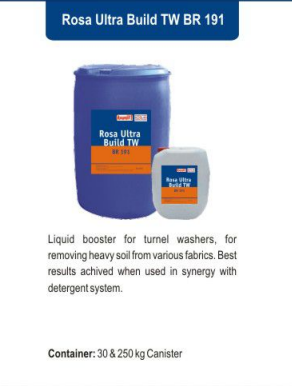 Rosa Ultra Build TW BR 191
Rosa Ultra
Build TW
BR 191
Rosa Ultra
Build TW
Liquid booster for turnel washers, for
removing heavy soil from various fabrics. Best
results achived when used in synergy with
detergent system.
Container: 30 & 250 kg Canister